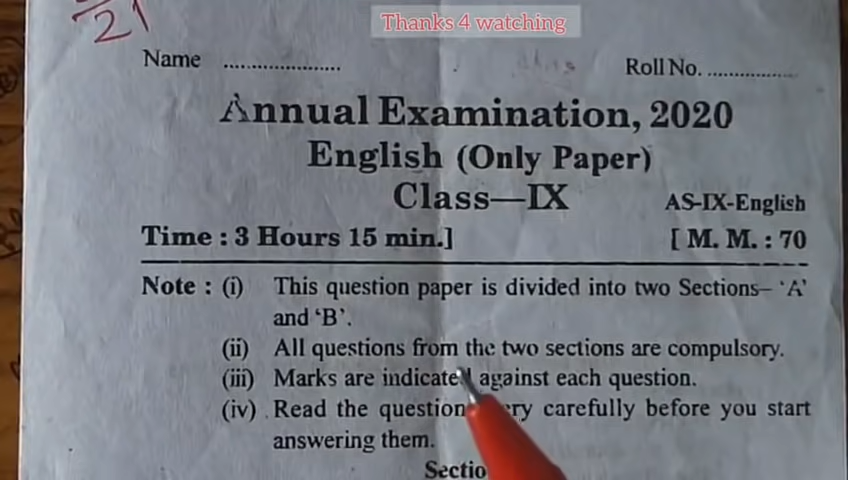 21
Thanks 4 watching
Name ....................
Roll No. ................
Annual Examination, 2020
English (Only Paper)
Class—IX
AS-IX-English
Time : 3 Hours 15 min.]
[ M. M. : 70
Note : (i) This question paper is divided into two Sections– ‘A’
and ‘B’.
(ii) All questions from the two sections are compulsory.
(iii) Marks are indicated against each question.
(iv) Read the question carefully before you start
answering them.
Sectio